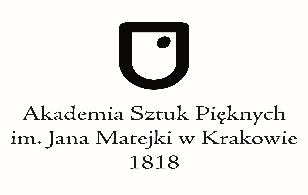 Akademia Sztuk Pięknych
im. Jana Matejki w Krakowie
1818